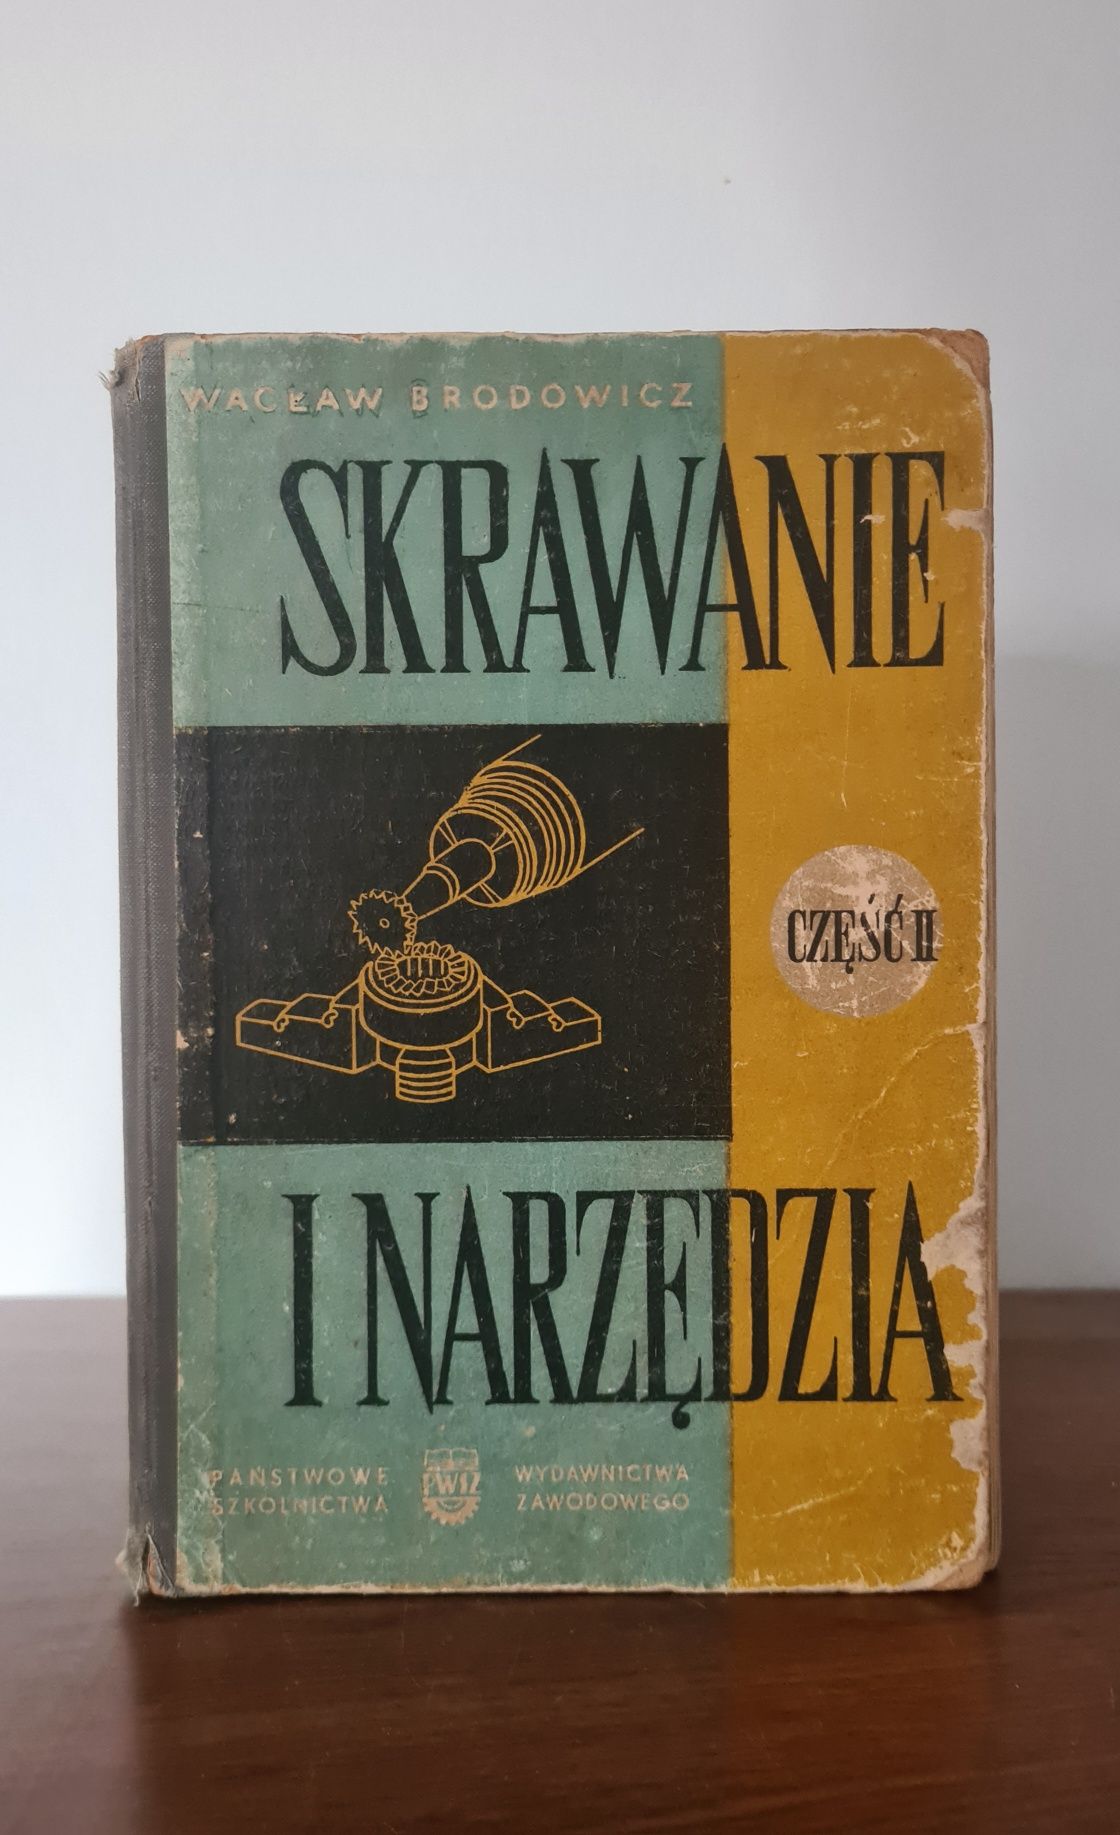 WACŁAW BRODOWICZ
SKRAWANIE
CZĘŚĆ II
I NARZĘDZIA
PAŃSTWOWE
SZKOLNICTWA
PWSZ
WYDAWNICTWA
ZAWODOWEGO